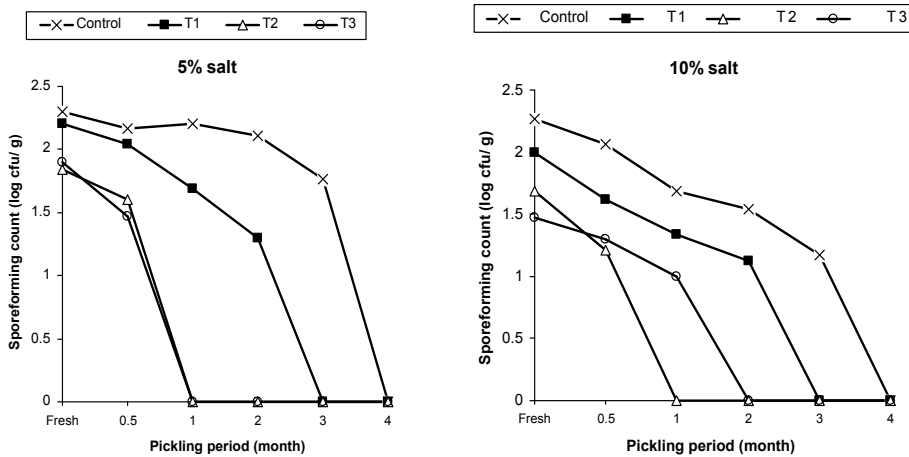 Control T1 T2 T3
5% salt
Sporeforming count (log cfu/ g)
2.5
2
1.5
1
0.5
0
Fresh 0.5 1 2 3 4
Pickling period (month)
Control T1 T2 T3
10% salt
Sporeforming count (log cfu/ g)
2.5
2
1.5
1
0.5
0
Fresh 0.5 1 2 3 4
Pickling period (month)